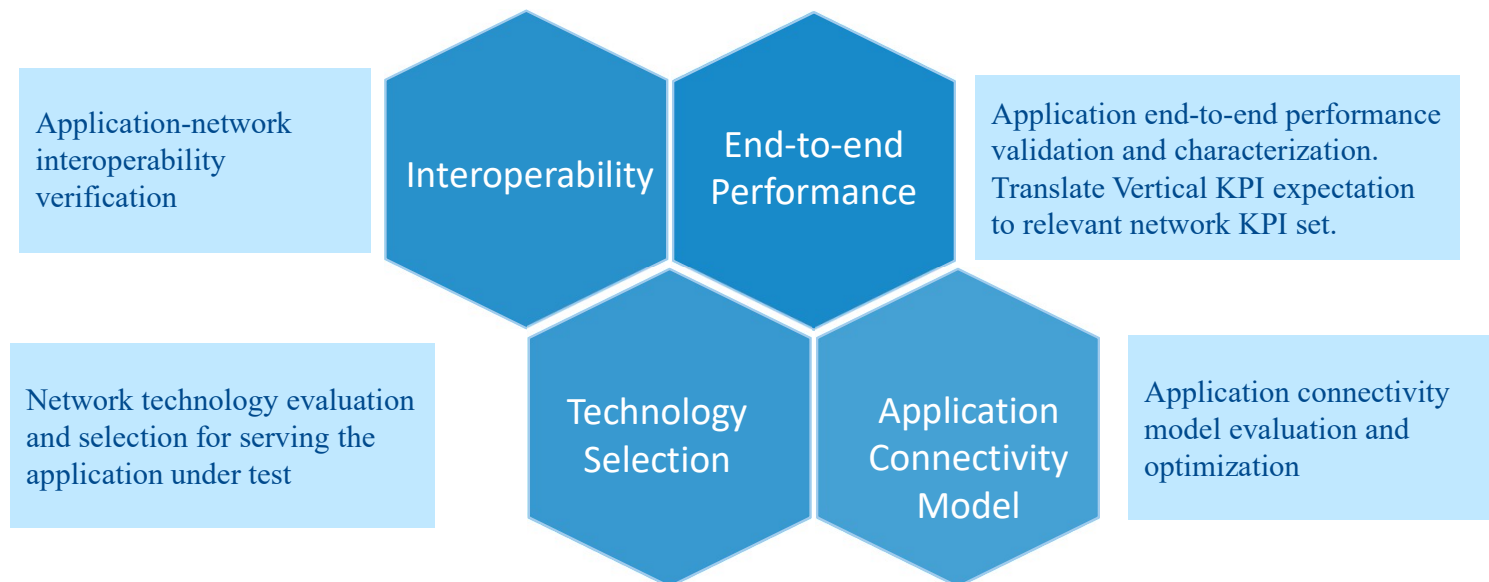 Application-network
interoperability
verification
Interoperability
End-to-end
Performance
Application end-to-end performance
validation and characterization.
Translate Vertical KPI expectation
to relevant network KPI set.
Network technology evaluation
and selection for serving the
application under test
Technology
Selection
Application
Connectivity
Model
Application connectivity
model evaluation and
optimization